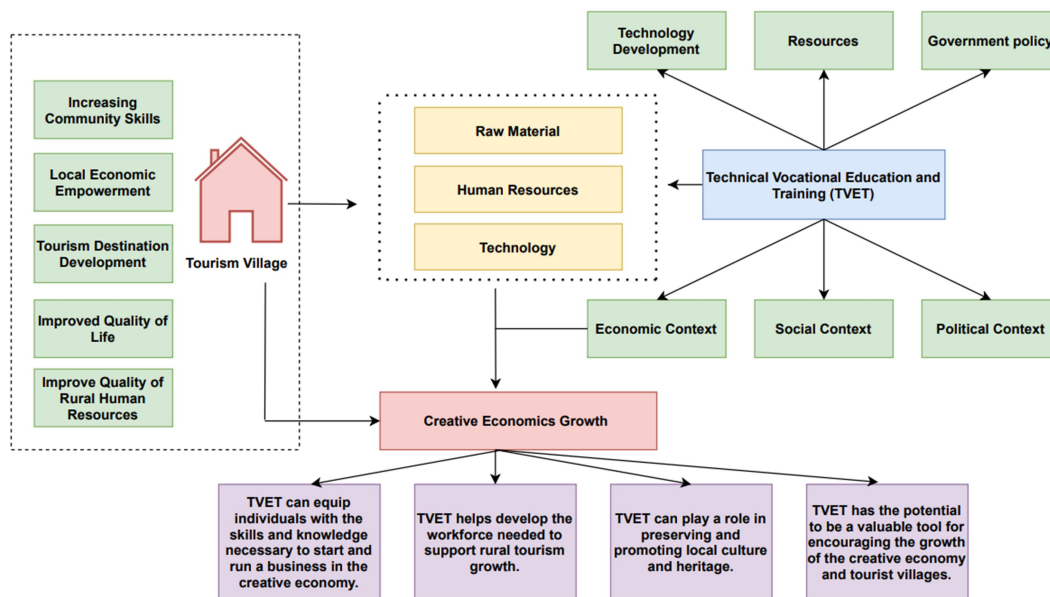 Technology
Development
Resources
Government policy
Increasing
Community Skills
Local Economic
Empowerment
Tourism Destination
Development
Improved Quality of
Life
Improve Quality of
Rural Human
Resources
Tourism Village
Raw Material
Human Resources
Technology
Technical Vocational Education and
Training (TVET)
Economic Context
Social Context
Political Context
Creative Economics Growth
TVET can equip
individuals with the
skills and knowledge
necessary to start and
run a business in the
creative economy.
TVET helps develop the
workforce needed to
support rural tourism
growth.
TVET can play a role in
preserving and
promoting local culture
and heritage.
TVET has the potential
to be a valuable tool for
encouraging the growth
of the creative economy
and tourist villages.